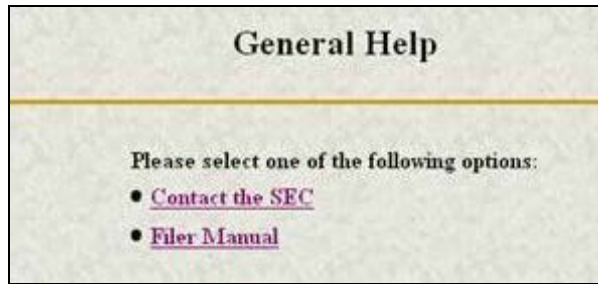 General Help
Please select one of the following options:
Contact the SEC
Filer Manual